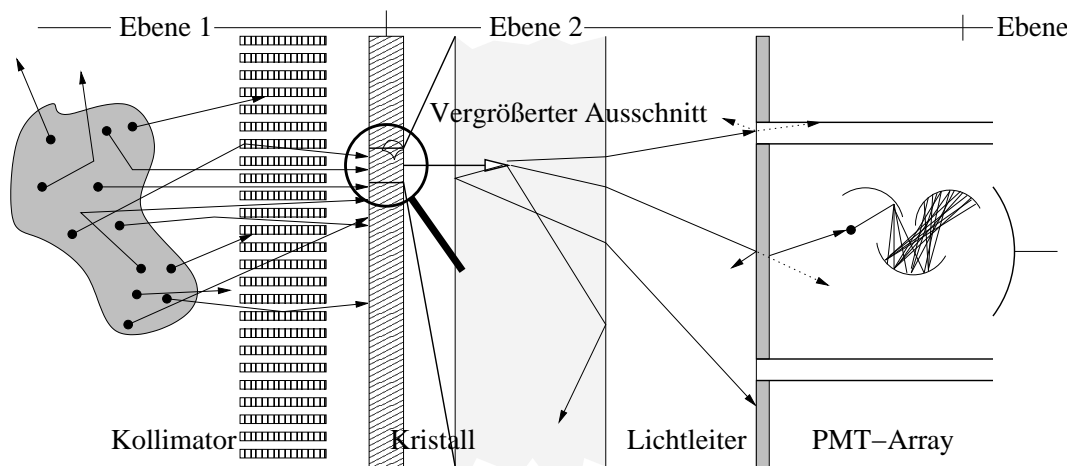 Ebene 1
Ebene 2
Ebene
Vergrößerter Ausschnitt
Kollimator
Kristall
Lichtleiter
PMT−Array